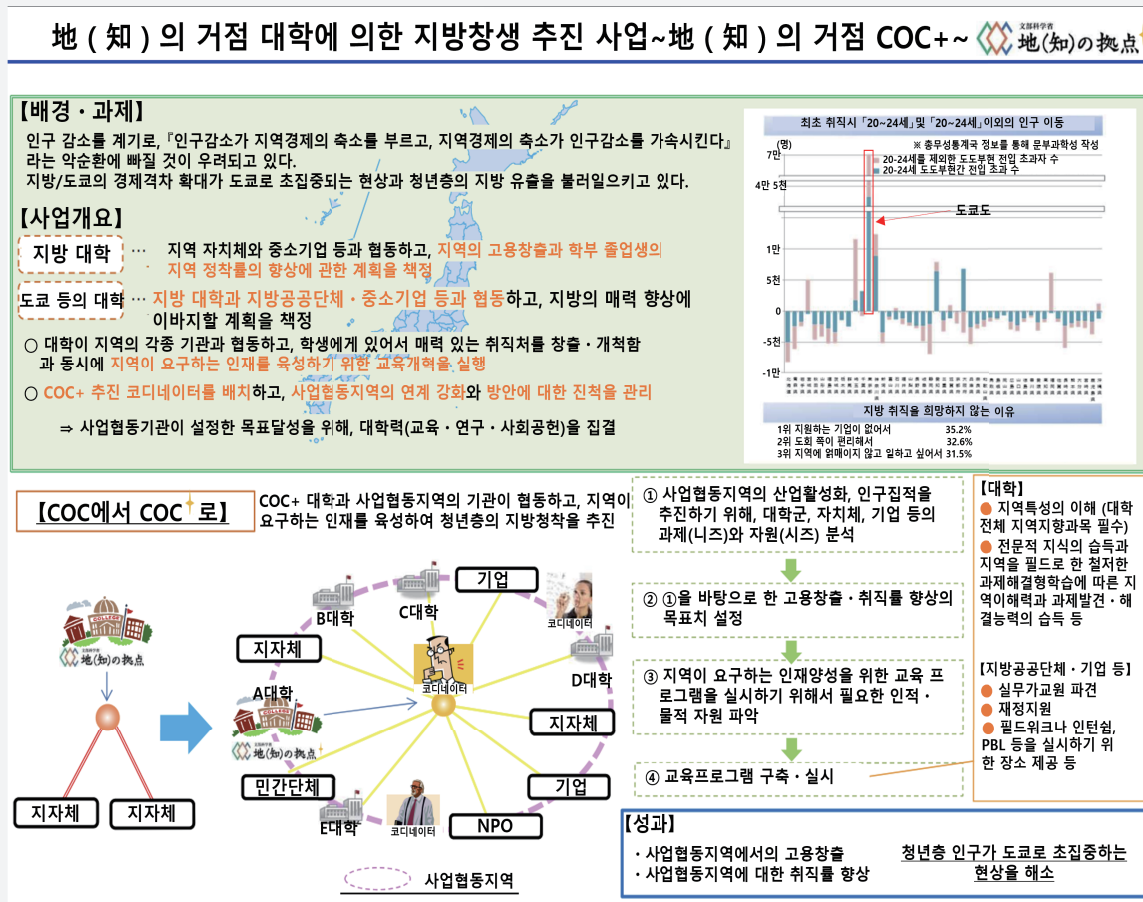 地 ( 知 ) 의 거점 대학에 의한 지방창생 추진 사업~地 ( 知 ) 의 거점 COC+~
文部科学省
地(知)の拠点
【배경・과제】
인구 감소를 계기로, 『인구감소가 지역경제의 축소를 부르고, 지역경제의 축소가 인구감소를 가속시킨다』
라는 악순환에 빠질 것이 우려되고 있다.
지방/도쿄의 경제격차 확대가 도쿄로 초집중되는 현상과 청년층의 지방 유출을 불러일으키고 있다.
【사업개요】
지방 대학 … 지역 자치체와 중소기업 등과 협동하고, 지역의 고용창출과 학부 졸업생의
지역 정착률의 향상에 관한 계획을 책정
도쿄 등의 대학 … 지방 대학과 지방공공단체・중소기업 등과 협동하고, 지방의 매력 향상에
이바지할 계획을 책정
○ 대학이 지역의 각종 기관과 협동하고, 학생에게 있어서 매력 있는 취직처를 창출・개척함
과 동시에 지역이 요구하는 인재를 육성하기 위한 교육개혁을 실행
○ COC+ 추진 코디네이터를 배치하고, 사업협동지역의 연계 강화와 방안에 대한 진척을 관리
⇒ 사업협동기관이 설정한 목표달성을 위해, 대학력(교육・연구・사회공헌)을 집결
최초 취직시 「20~24세」및 「20~24세」이외의 인구 이동
(명)
※ 총무성통계국 정보를 통해 문부과학성 작성
7만
20-24세를 제외한 도도부현 전입 초과자 수
20-24세 도도부현간 전입 초과 수
4만 5천
도쿄도
1만
5천
0
-5천
-1만
지방 취직을 희망하지 않는 이유
1위 지원하는 기업이 없어서 35.2%
2위 도회 쪽이 편리해서 32.6%
3위 지역에 얽매이지 않고 일하고 싶어서 31.5%
【COC에서 COC+로】
COC+ 대학과 사업협동지역의 기관이 협동하고, 지역이
요구하는 인재를 육성하여 청년층의 지방청착을 추진
COLLEGE
文部科学省
地(知)の拠点
지자체
지자체
기업
C대학
B대학
코디네이터
지자체
D대학
코디네이터
A대학
COLLEGE
文部科学省
地(知)の拠点
지자체
민간단체
기업
E대학
코디네이터
NPO
사업협동지역
① 사업협동지역의 산업활성화, 인구집적을
추진하기 위해, 대학군, 자치체, 기업 등의
과제(니즈)와 자원(시즈) 분석
② ①을 바탕으로 한 고용창출・취직률 향상의
목표치 설정
③ 지역이 요구하는 인재양성을 위한 교육 프
로그램을 실시하기 위해서 필요한 인적・
물적 자원 파악
④ 교육프로그램 구축・실시
【대학】
지역특성의 이해 (대학
전체 지역지향과목 필수)
전문적 지식의 습득과
지역을 필드로 한 철저한
과제해결형학습에 따른 지
역이해력과 과제발견・해
결능력의 습득 등
【지방공공단체・기업 등】
실무가교원 파견
재정지원
필드워크나 인턴쉽,
PBL 등을 실시하기 위
한 장소 제공 등
【성과】
・사업협동지역에서의 고용창출
・사업협동지역에 대한 취직률 향상
청년층 인구가 도쿄로 초집중하는
현상을 해소